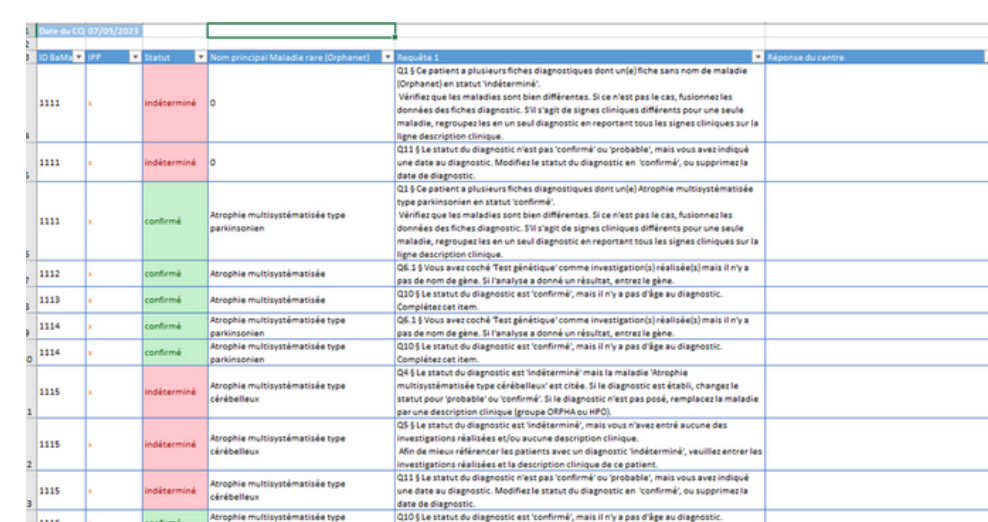 1 Date du CQ 07/09/2023
2
3 ID BaMa IPP Statut Nom principal Maladie rare (Orphanet) Requête 1 Réponse du centre
Q1 § Ce patient a plusieurs fiches diagnostiques dont un(e) fiche sans nom de maladie
(Orphanet) en statut 'indéterminé'.
Vérifiez que les maladies sont bien différentes. Si ce n'est pas le cas, fusionnez les
1111 x indéterminé 0
données des fiches diagnostic. S'il s'agit de signes cliniques différents pour une seule
maladie, regroupez les en un seul diagnostic en reportant tous les signes cliniques sur la
4 ligne description clinique.
Q11 § Le statut du diagnostic n'est pas 'confirmé' ou 'probable', mais vous avez indiqué
1111 x indéterminé 0 une date au diagnostic. Modifiez le statut du diagnostic en 'confirmé', ou supprimez la
5 date de diagnostic.
Q1 § Ce patient a plusieurs fiches diagnostiques dont un(e) Atrophie multisystématisée
type parkinsonien en statut 'confirmé'.
Vérifiez que les maladies sont bien différentes. Si ce n'est pas le cas, fusionnez les
1111 x confirmé Atrophie multisystématisée type
parkinsonien
données des fiches diagnostic. S'il s'agit de signes cliniques différents pour une seule
maladie, regroupez les en un seul diagnostic en reportant tous les signes cliniques sur la
6 ligne description clinique.
Q6.1 § Vous avez coché 'Test génétique' comme investigation(s) réalisée(s) mais il n'y a
7 1112 x confirmé Atrophie multisystématisée pas de nom de gène. Si l'analyse a donné un résultat, entrez le gène.
Q10 § Le statut du diagnostic est 'confirmé', mais il n'y a pas d'âge au diagnostic.
8 1113 x confirmé Atrophie multisystématisée Complétez cet item.
Atrophie multisystématisée type Q6.1 § Vous avez coché 'Test génétique' comme investigation(s) réalisée(s) mais il n'y a
9 1114 x confirmé parkinsonien pas de nom de gène. Si l'analyse a donné un résultat, entrez le gène.
Atrophie multisystématisée type Q10 § Le statut du diagnostic est 'confirmé', mais il n'y a pas d'âge au diagnostic.
0 1114 x confirmé parkinsonien Complétez cet item.
Q4 § Le statut du diagnostic est 'indéterminé' mais la maladie 'Atrophie
Atrophie multisystématisée type multisystématisée type cérébelleux' est citée. Si le diagnostic est établi, changez le
1115 x indéterminé cérébelleux statut pour 'probable' ou 'confirmé'. Si le diagnostic n'est pas posé, remplacez la maladie
1 par une description clinique (groupe ORPHA ou HPO).
Q5 § Le statut du diagnostic est 'indéterminé', mais vous n'avez entré aucune des
Atrophie multisystématisée type investigations réalisées et/ou aucune description clinique.
1115 x indéterminé cérébelleux Afin de mieux référencer les patients avec un diagnostic 'indéterminé', veuillez entrer les
2 investigations réalisées et la description clinique de ce patient.
Q11 § Le statut du diagnostic n'est pas 'confirmé' ou 'probable', mais vous avez indiqué
1115 x indéterminé Atrophie multisystématisée type
cérébelleux
une date au diagnostic. Modifiez le statut du diagnostic en 'confirmé', ou supprimez la
3 date de diagnostic.
Atrophie multisystématisée type Q10 § Le statut du diagnostic est 'confirmé', mais il n'y a pas d'âge au diagnostic.